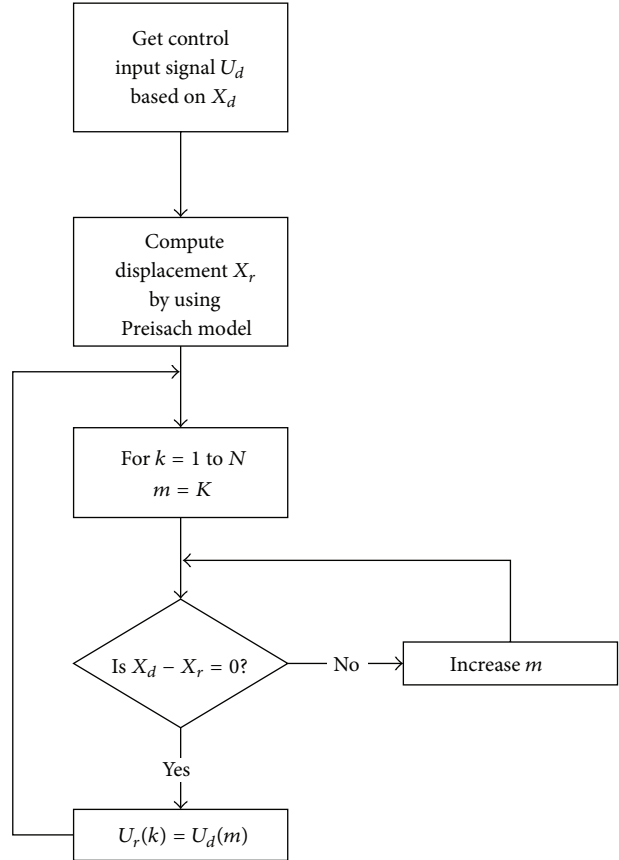 Get control
input signal U_d
based on X_d
Compute
displacement X_r
by using
Preisach model
For k = 1 to N
m = K
Is X_d − X_r = 0?
No
Increase m
Yes
U_r(k) = U_d(m)